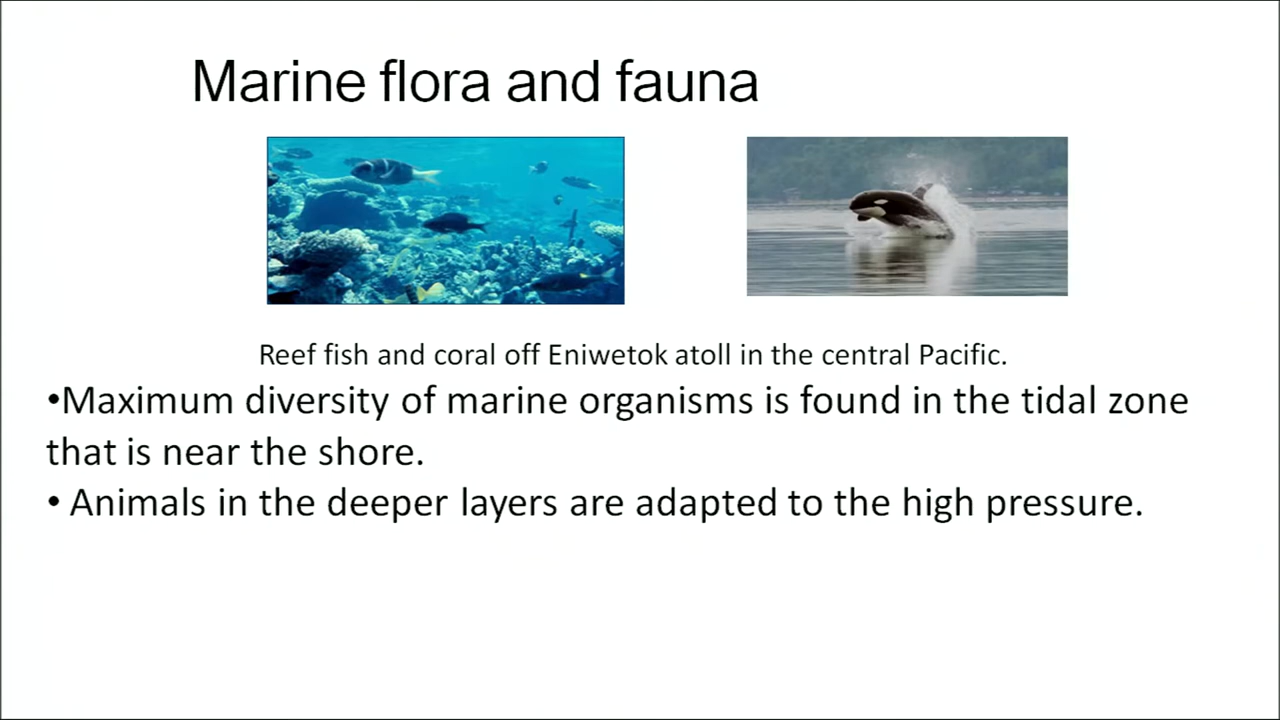 Marine flora and fauna
Reef fish and coral off Eniwetok atoll in the central Pacific.
•Maximum diversity of marine organisms is found in the tidal zone
that is near the shore.
• Animals in the deeper layers are adapted to the high pressure.